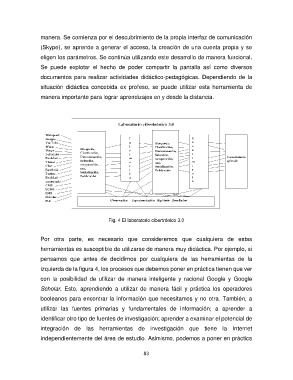 manera. Se comienza por el descubrimiento de la propia interfaz de comunicación
(Skype), se aprende a generar el acceso, la creación de una cuenta propia y se
eligen los parámetros. Se continúa utilizando este desarrollo de manera funcional.
Se puede explotar el hecho de poder compartir la pantalla así como diversos
documentos para realizar actividades didáctico-pedagógicas. Dependiendo de la
situación didáctica concebida ex profeso, se puede utilizar esta herramienta de
manera importante para lograr aprendizajes en y desde la distancia.
Laboratorio ciberatrónico 3.0
Fig. 4 El laboratorio cibertrónico 3.0
Por otra parte, es necesario que consideremos que cualquiera de estas
herramientas es susceptible de utilizarse de manera muy didáctica. Por ejemplo, si
pensamos que antes de decidirnos por cualquiera de las herramientas de la
izquierda de la figura 4, los procesos que debemos poner en práctica tienen que ver
con la posibilidad de utilizar de manera inteligente y racional Google y Google
Scholar. Esto, aprendiendo a utilizar de manera fácil y práctica los operadores
booleanos para encontrar la información que necesitamos y no otra. También, a
utilizar las fuentes primarias y fundamentales de información; a aprender a
identificar otro tipo de fuentes de investigación; aprender a examinar el potencial de
integración de las herramientas de investigación que tiene la Internet
independientemente del área de estudio. Asimismo, podemos a poner en práctica
83